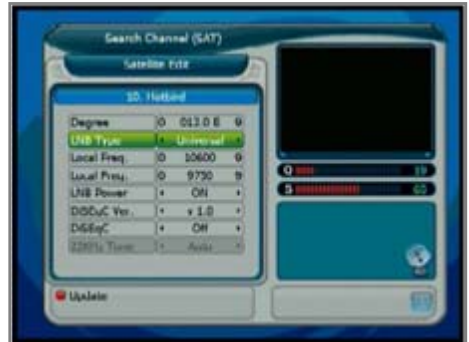 Search Channel (SAT)
Satellite Edit
10. Hotbird
Degree 013.0 E
LNB Type Universal
Local Freq. 10600
Local Freq. 9750
LNB Power ON
DiSEqC Ver. v 1.0
DiSEqC Off
22KHz Tone Auto
Q 19
S 60
Update